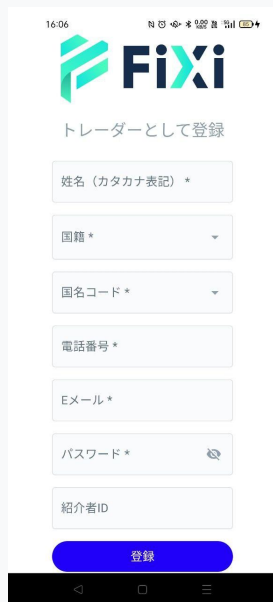 16:06
FiXi
トレーダーとして登録
姓名（カタカナ表記） *
国籍 *
国名コード *
電話番号 *
Eメール *
パスワード *
紹介者ID
登録